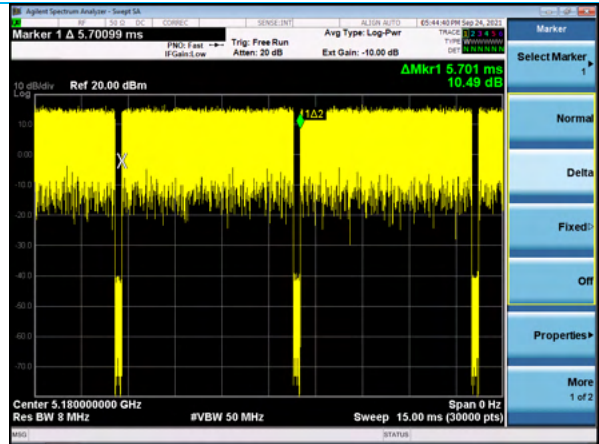 Agilent Spectrum Analyzer - Swept SA
RF 50 Ω DC CORREC SENSE:INT ALIGN AUTO 05:44:40 PM Sep 24, 2021
Marker 1 Δ 5.70099 ms
PNO: Fast
IFGain:Low
Trig: Free Run
Atten: 20 dB
Avg Type: Log-Pwr
Ext Gain: -10.00 dB
TRACE 1 2 3 4 5 6
TYPE WWWWWW
DET N N N N N N
ΔMkr1 5.701 ms
10.49 dB
10 dB/div Ref 20.00 dBm
Log
10.0
0.00
-10.0
-20.0
-30.0
-40.0
-50.0
-60.0
-70.0
1Δ2
Center 5.180000000 GHz Span 0 Hz
Res BW 8 MHz #VBW 50 MHz Sweep 15.00 ms (30000 pts)
MSG STATUS
Marker
Select Marker
1
Normal
Delta
Fixed
Off
Properties
More
1 of 2